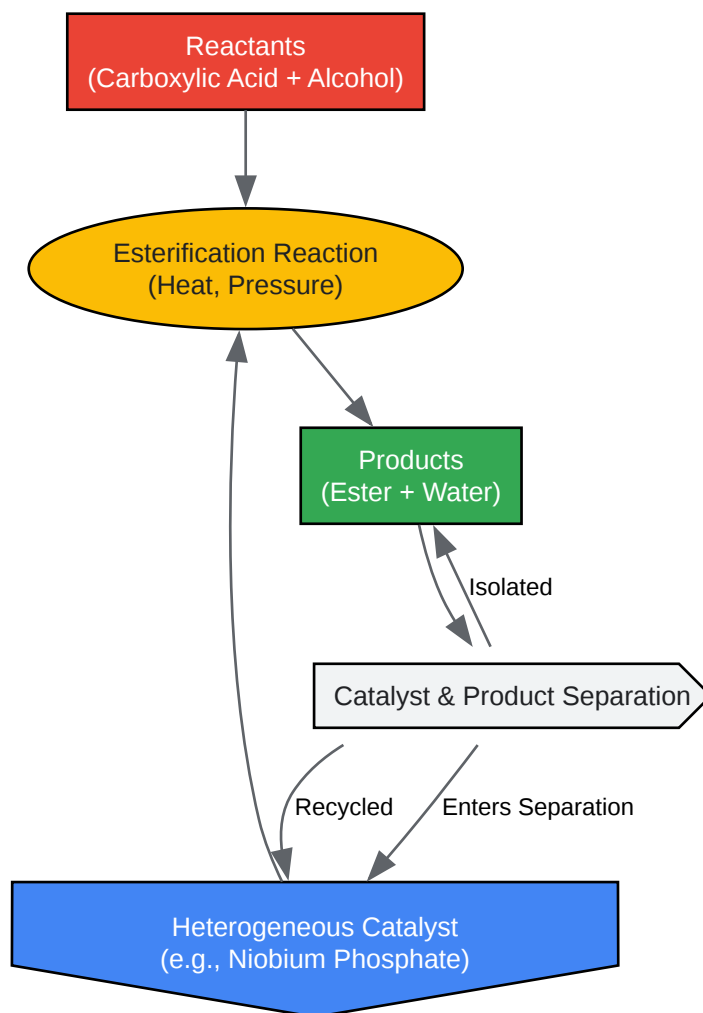 Reactants
(Carboxylic Acid + Alcohol)
Esterification Reaction
(Heat, Pressure)
Products
(Ester + Water)
Isolated
Catalyst & Product Separation
Recycled
Enters Separation
Heterogeneous Catalyst
(e.g., Niobium Phosphate)